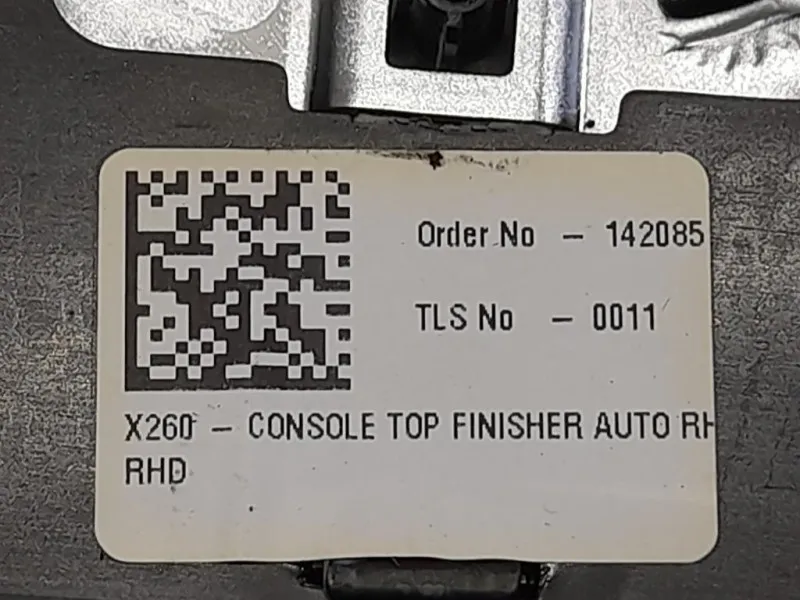 Order No - 142085
TLS No - 0011
X260 - CONSOLE TOP FINISHER AUTO RH
RHD